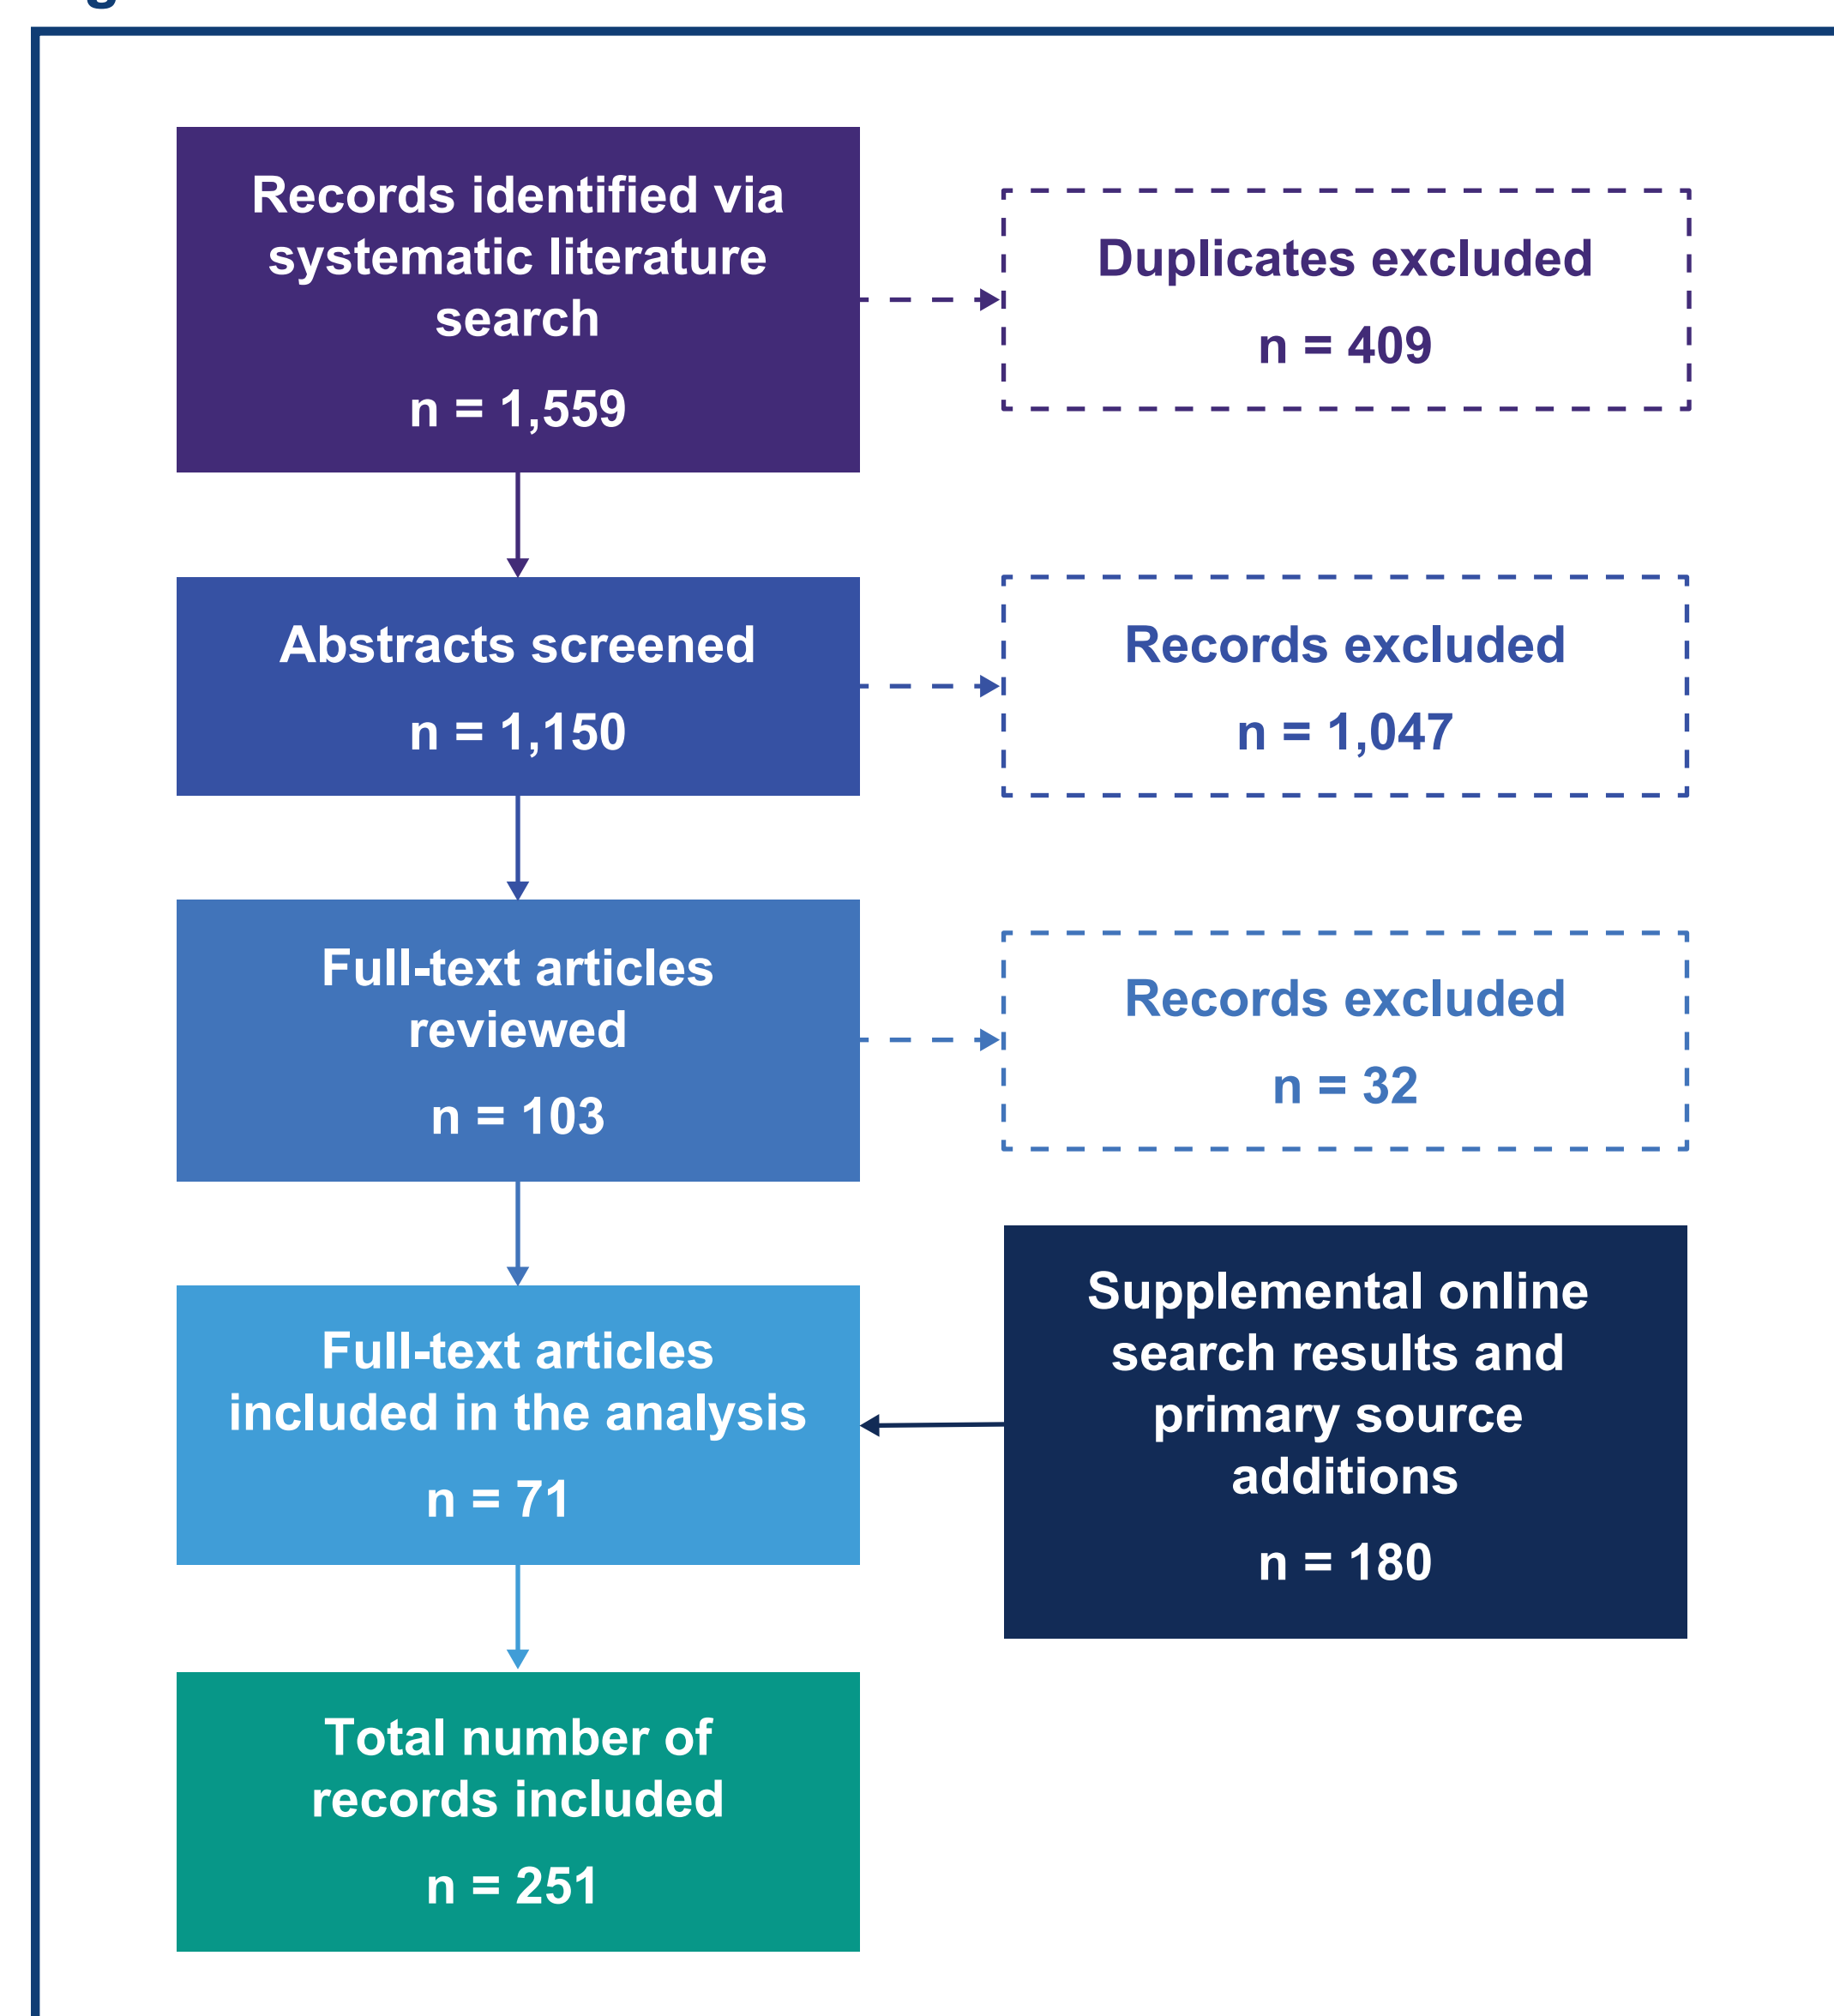 Records identified via
systematic literature
search
n = 1,559
Duplicates excluded
n = 409
Abstracts screened
n = 1,150
Records excluded
n = 1,047
Full-text articles
reviewed
n = 103
Records excluded
n = 32
Full-text articles
included in the analysis
n = 71
Supplemental online
search results and
primary source
additions
n = 180
Total number of
records included
n = 251